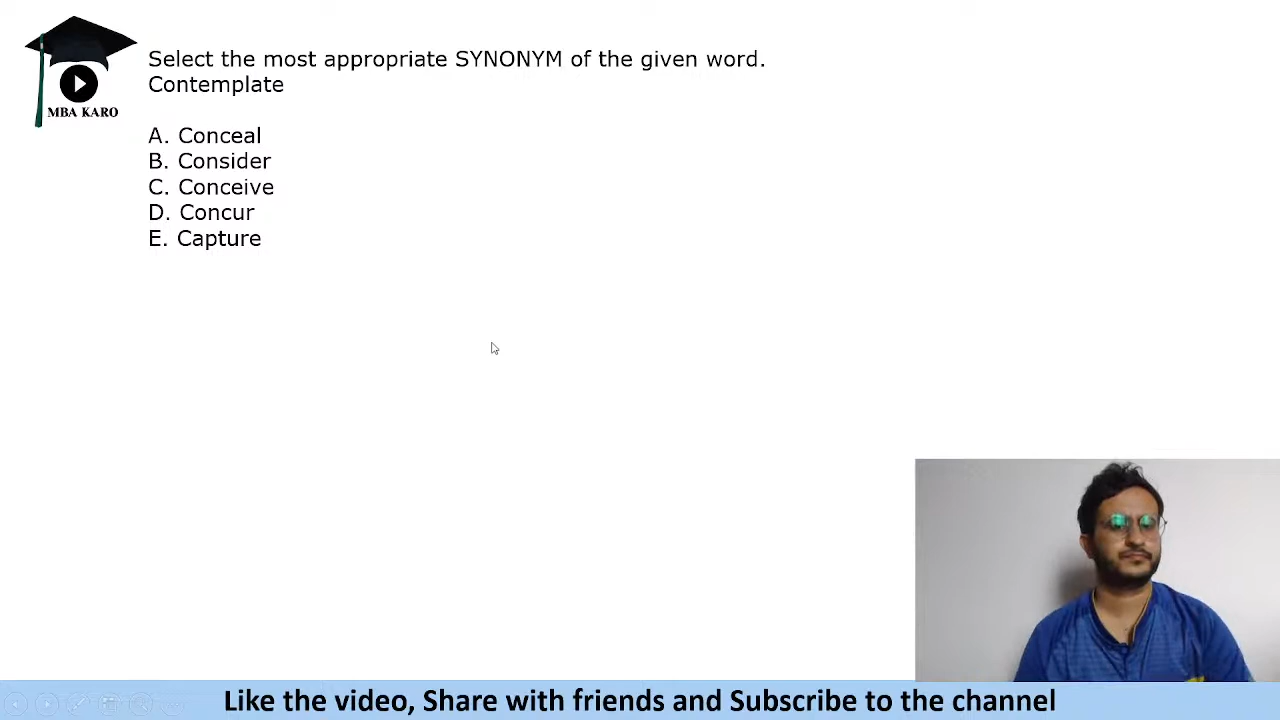 MBA KARO
Select the most appropriate SYNONYM of the given word.
Contemplate
A. Conceal
B. Consider
C. Conceive
D. Concur
E. Capture
Like the video, Share with friends and Subscribe to the channel